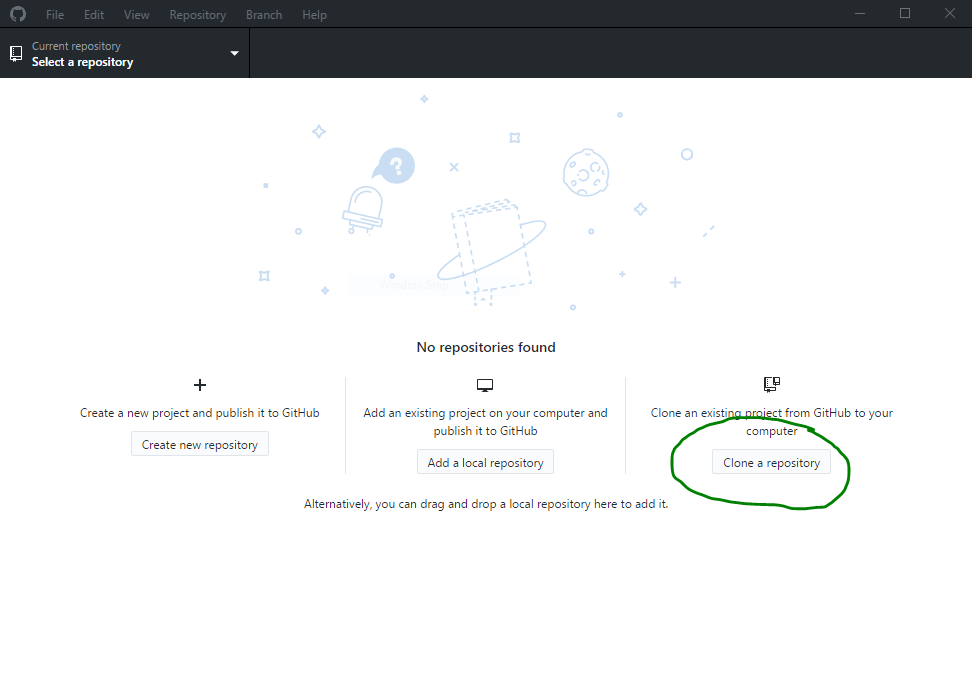 File Edit View Repository Branch Help
Current repository
Select a repository
?
Window Snip
No repositories found
Create a new project and publish it to GitHub
Create new repository
Add an existing project on your computer and
publish it to GitHub
Add a local repository
Clone an existing project from GitHub to your
computer
Clone a repository
Alternatively, you can drag and drop a local repository here to add it.